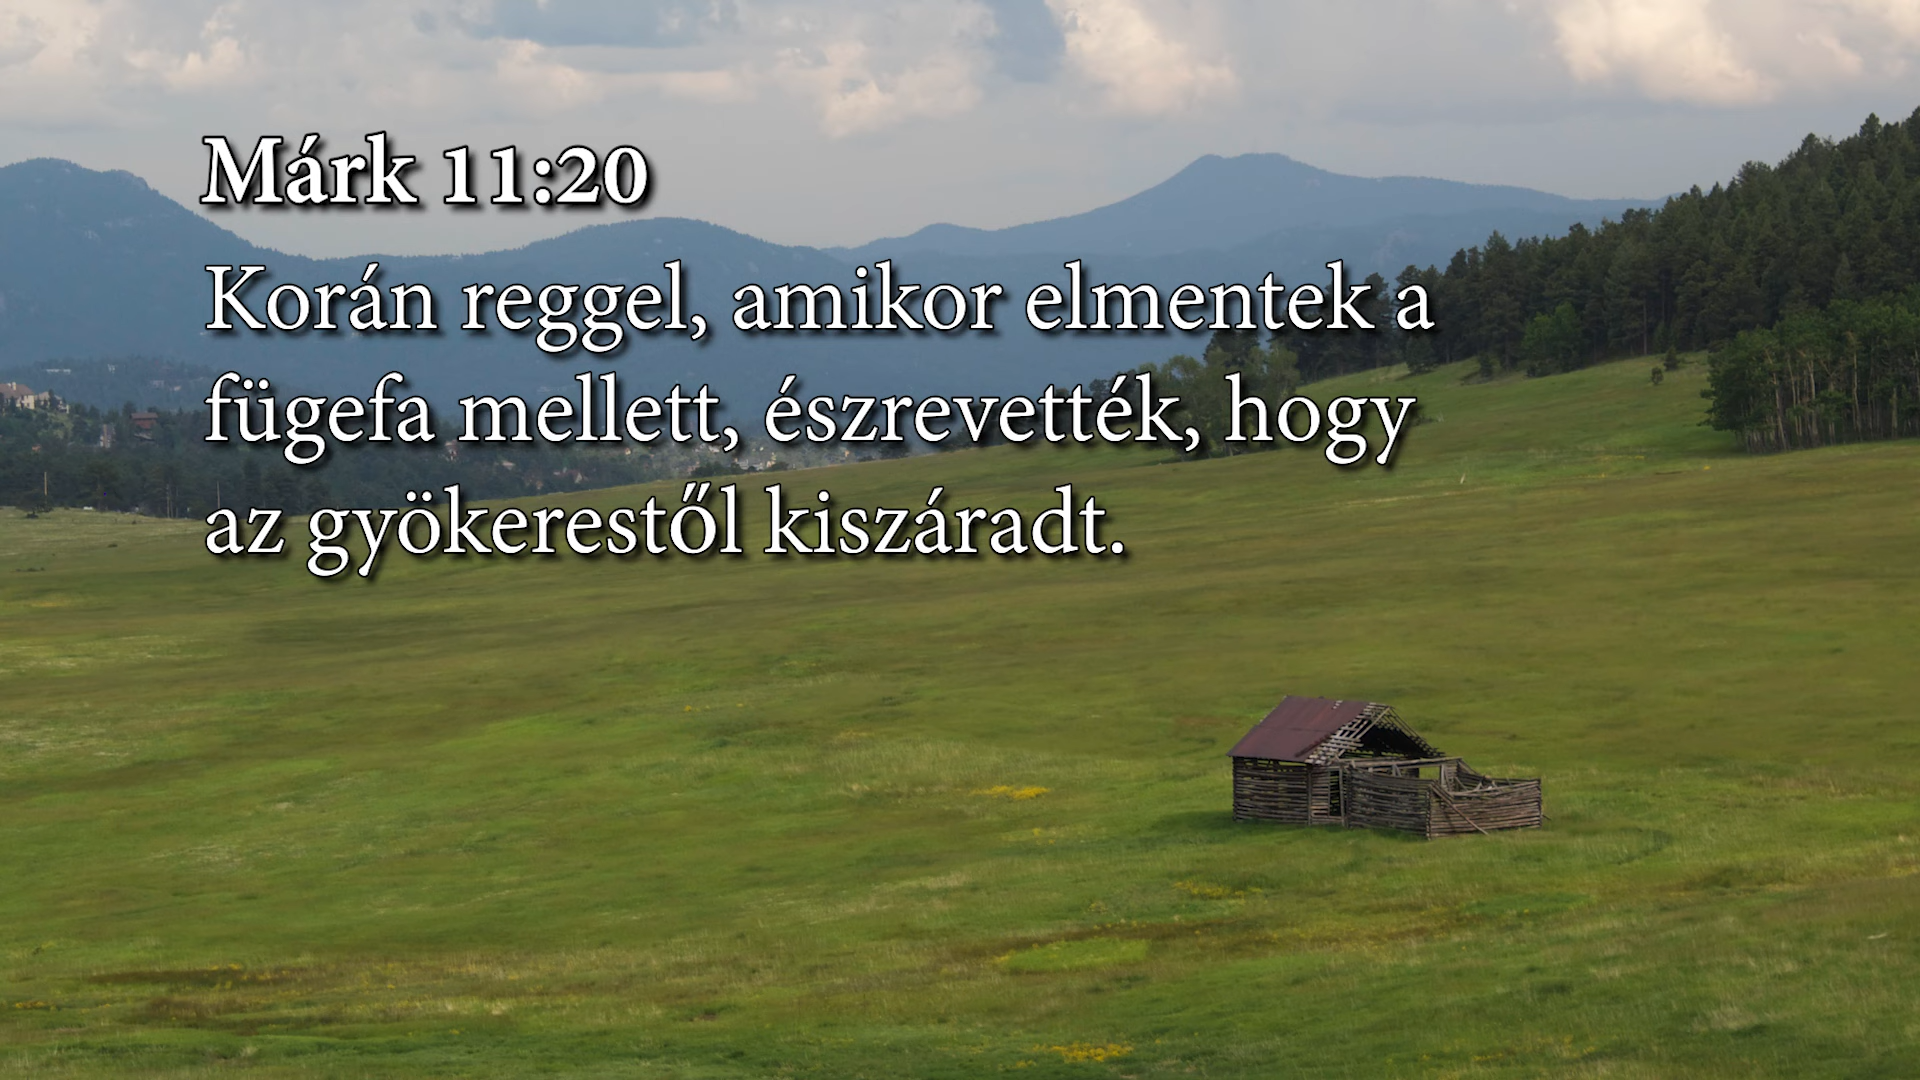 Márk 11:20
Korán reggel, amikor elmentek a
fügefa mellett, észrevették, hogy
az gyökerestől kiszáradt.